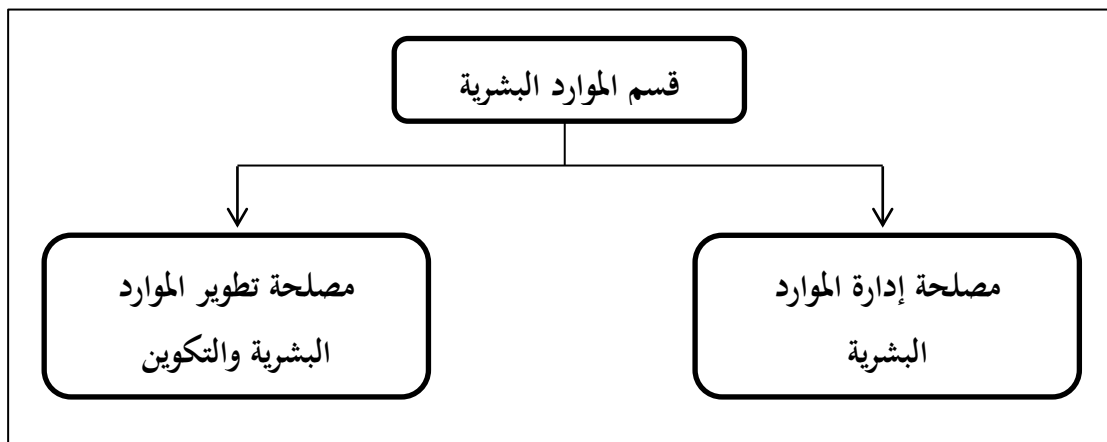 قسم الموارد البشرية
مصلحة إدارة الموارد
البشرية
مصلحة تطوير الموارد
البشرية والتكوين